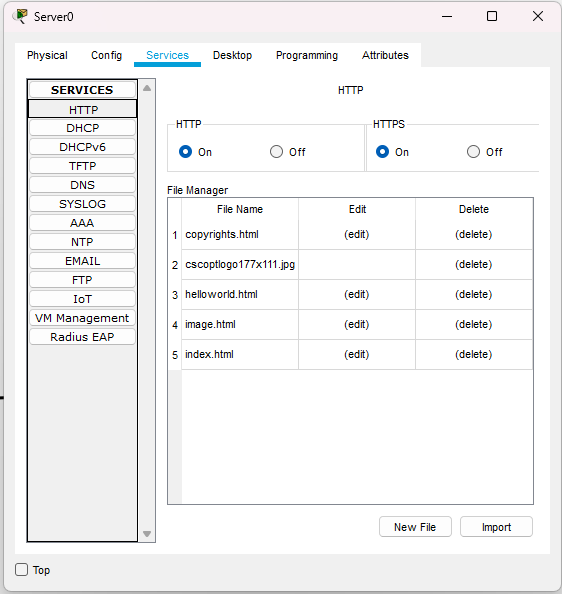 Server0
Physical Config Services Desktop Programming Attributes
SERVICES
HTTP
DHCP
DHCPv6
TFTP
DNS
SYSLOG
AAA
NTP
EMAIL
FTP
IoT
VM Management
Radius EAP
HTTP
HTTP HTTPS
On Off On Off
File Manager
File Name Edit Delete
1 copyrights.html (edit) (delete)
2 cscoptlogo177x111.jpg (delete)
3 helloworld.html (edit) (delete)
4 image.html (edit) (delete)
5 index.html (edit) (delete)
New File Import
Top